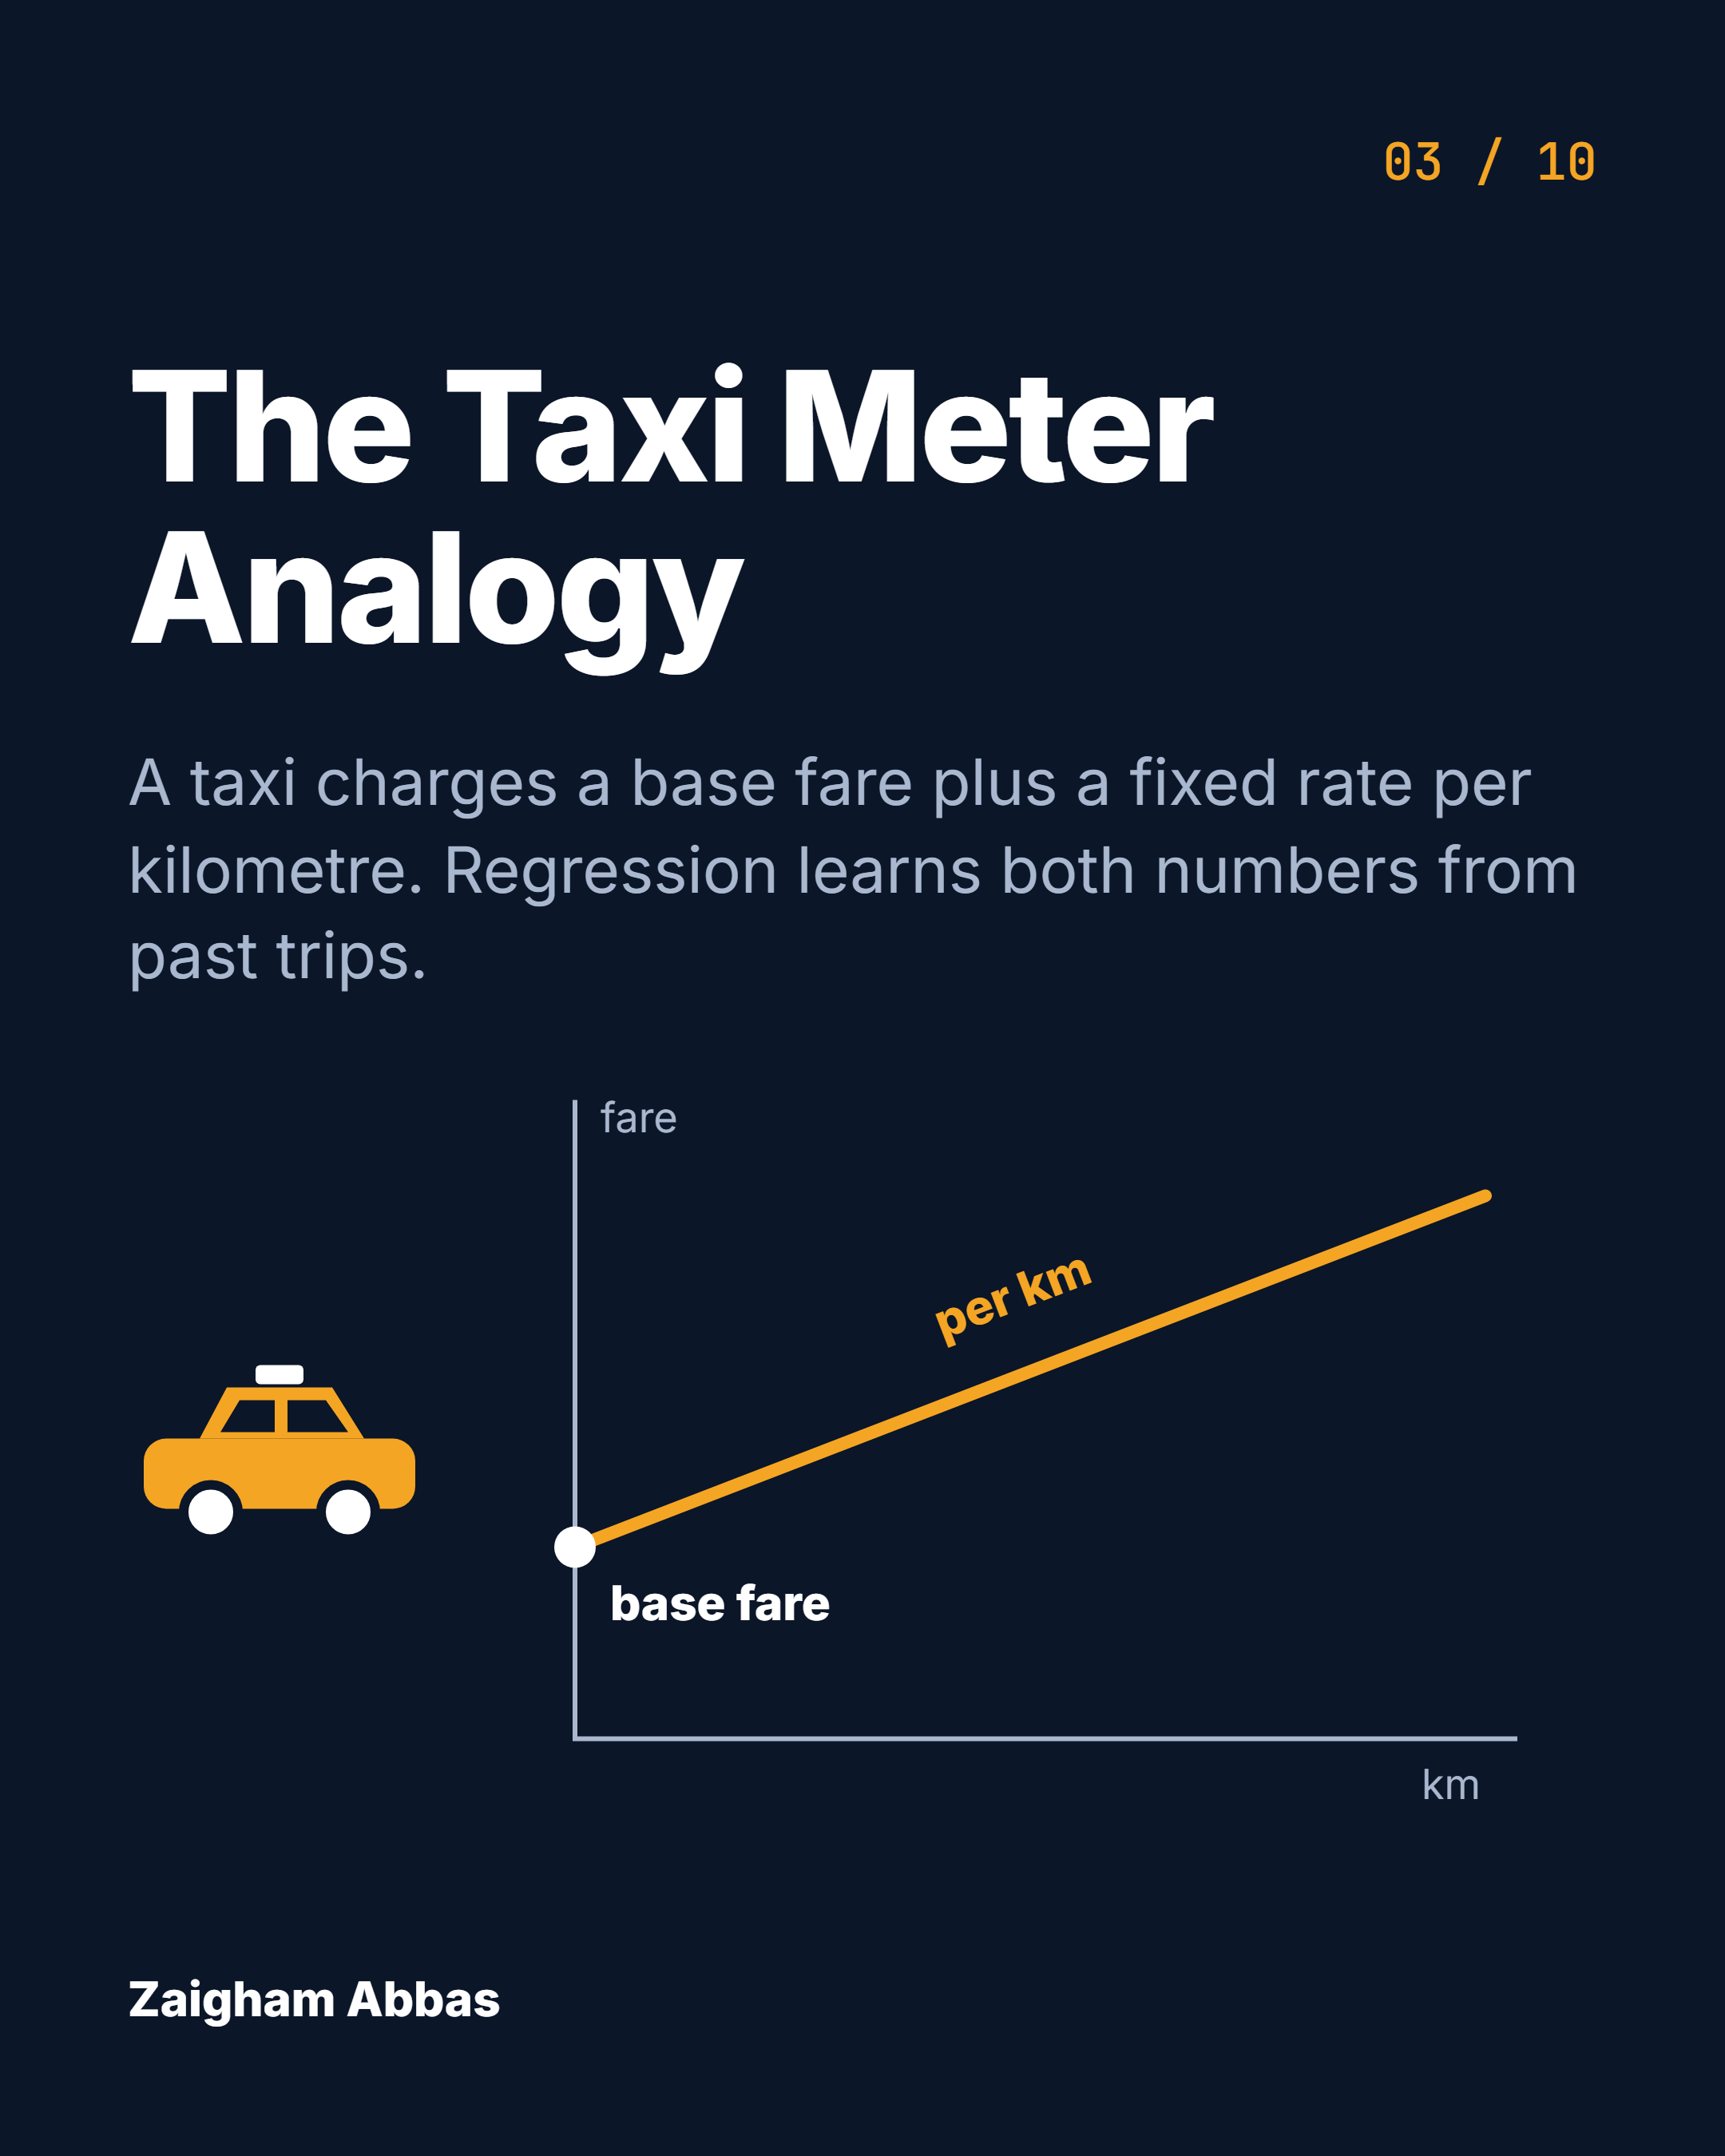 03 / 10
The Taxi Meter
Analogy
A taxi charges a base fare plus a fixed rate per
kilometre. Regression learns both numbers from
past trips.
fare
per km
base fare
km
Zaigham Abbas